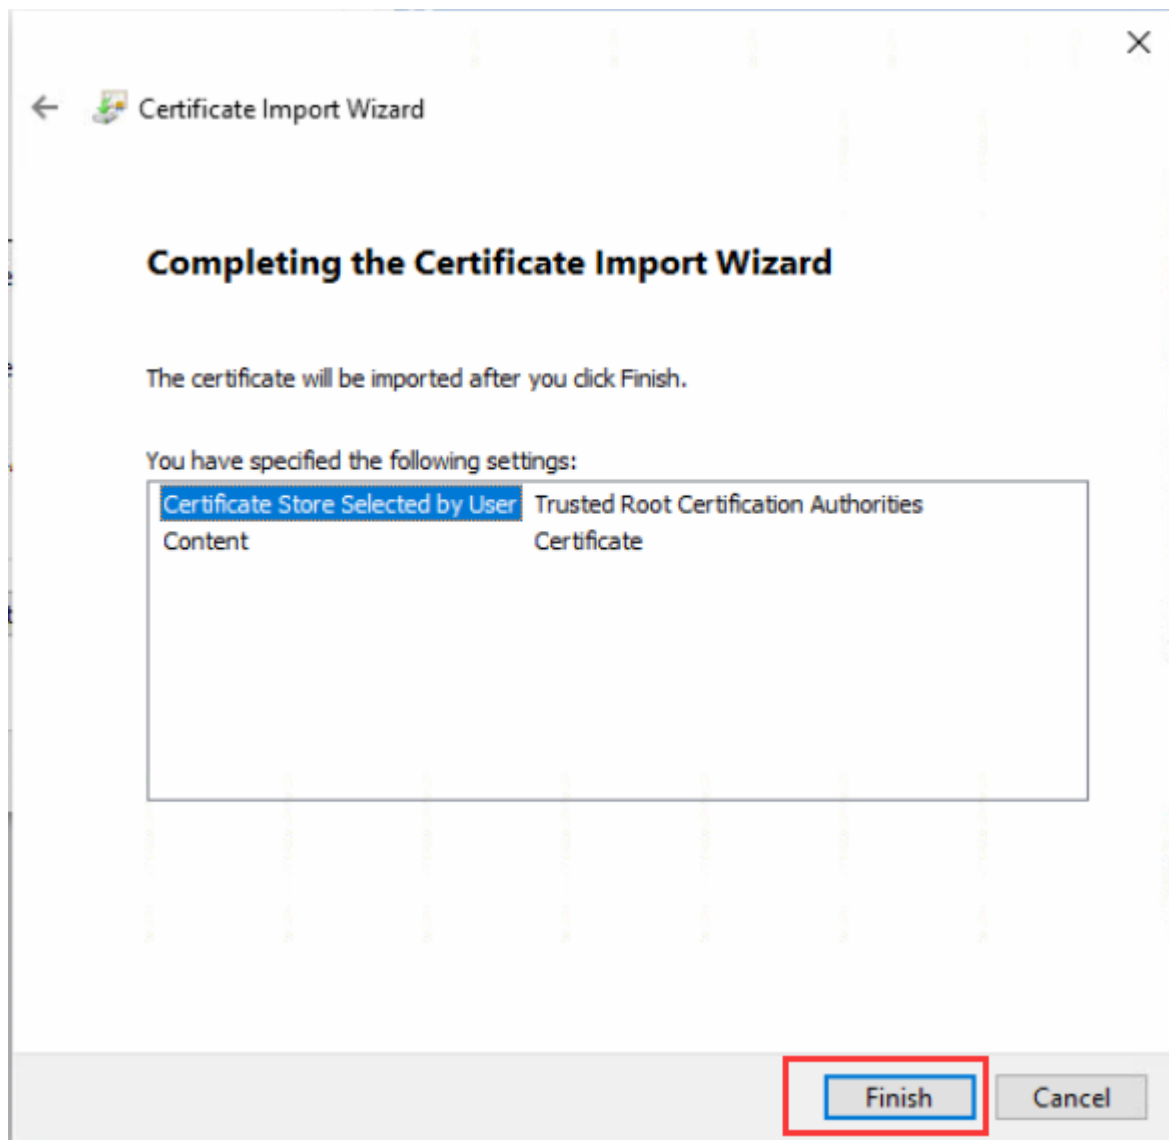 Certificate Import Wizard
Completing the Certificate Import Wizard
The certificate will be imported after you click Finish.
You have specified the following settings:
Certificate Store Selected by User Trusted Root Certification Authorities
Content Certificate
Finish Cancel